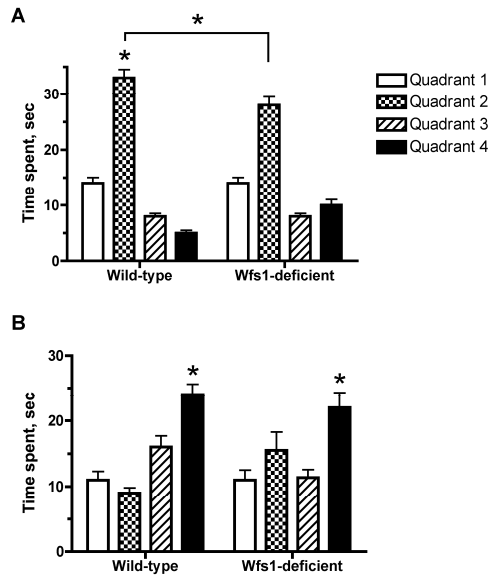 A
*
*
Time spent, sec
30
20
10
0
Wild-type
Wfs1-deficient
Quadrant 1
Quadrant 2
Quadrant 3
Quadrant 4
B
*
*
Time spent, sec
30
20
10
0
Wild-type
Wfs1-deficient